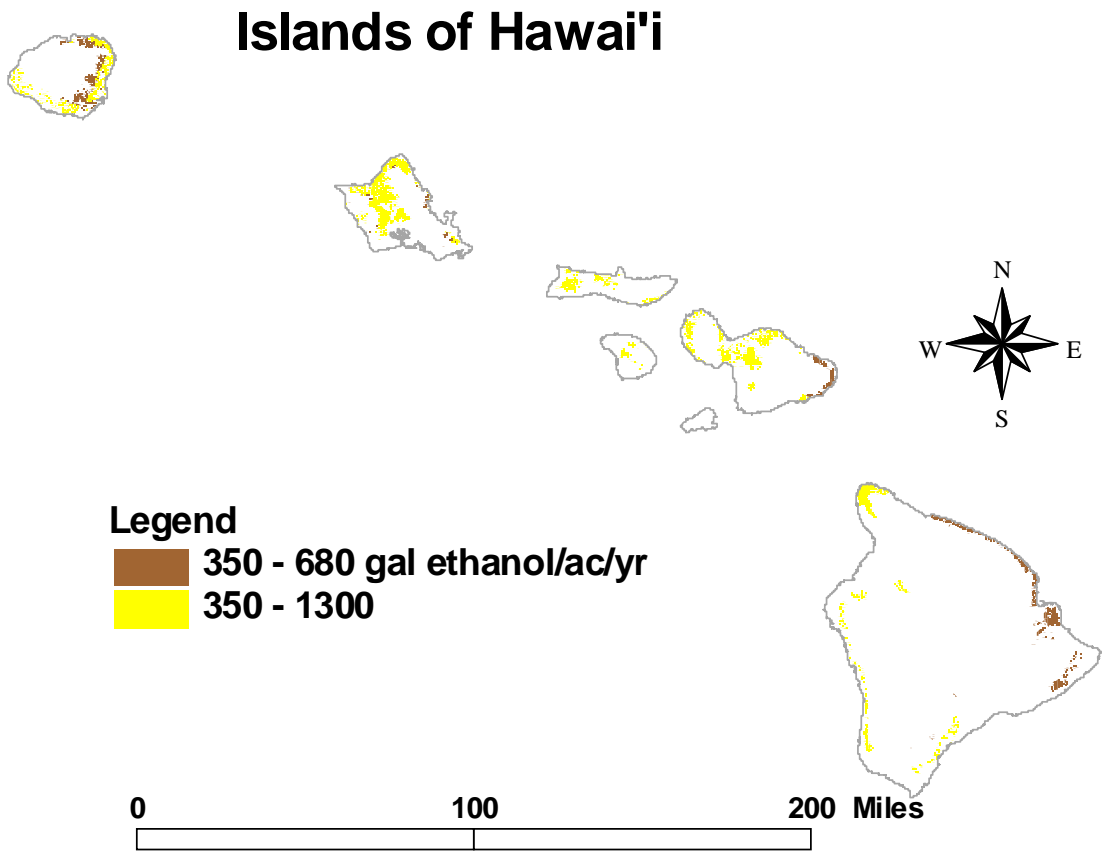 Islands of Hawai'i
N
W E
S
Legend
350 - 680 gal ethanol/ac/yr
350 - 1300
0 100 200 Miles